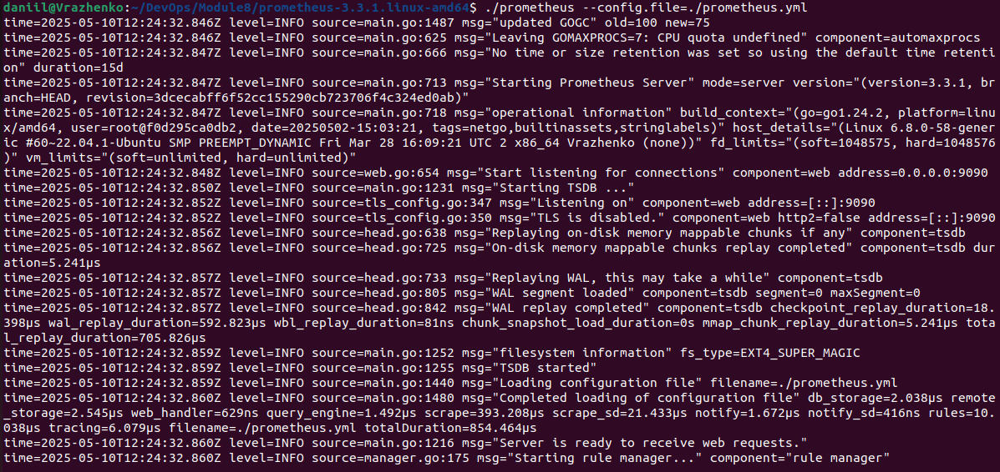 daniil@Vrazhenko:~/DevOps/Module8/prometheus-3.3.1.linux-amd64$ ./prometheus --config.file=./prometheus.yml
time=2025-05-10T12:24:32.846Z level=INFO source=main.go:1487 msg="updated GOGC" old=100 new=75
time=2025-05-10T12:24:32.846Z level=INFO source=main.go:625 msg="Leaving GOMAXPROCS=7: CPU quota undefined" component=automaxprocs
time=2025-05-10T12:24:32.847Z level=INFO source=main.go:666 msg="No time or size retention was set so using the default time retenti
on" duration=15d
time=2025-05-10T12:24:32.847Z level=INFO source=main.go:713 msg="Starting Prometheus Server" mode=server version="(version=3.3.1, br
anch=HEAD, revision=3dcecabff6f52cc155290cb723706f4c324ed0ab)"
time=2025-05-10T12:24:32.847Z level=INFO source=main.go:718 msg="operational information" build_context="(go=go1.24.2, platform=linu
x/amd64, user=root@f0d295ca0db2, date=20250502-15:03:21, tags=netgo,builtinassets,stringlabels)" host_details="(Linux 6.8.0-58-gener
ic #60~22.04.1-Ubuntu SMP PREEMPT_DYNAMIC Fri Mar 28 16:09:21 UTC 2 x86_64 Vrazhenko (none))" fd_limits="(soft=1048575, hard=1048576
)" vm_limits="(soft=unlimited, hard=unlimited)"
time=2025-05-10T12:24:32.848Z level=INFO source=web.go:654 msg="Start listening for connections" component=web address=0.0.0.0:9090
time=2025-05-10T12:24:32.850Z level=INFO source=main.go:1231 msg="Starting TSDB ..."
time=2025-05-10T12:24:32.852Z level=INFO source=tls_config.go:347 msg="Listening on" component=web address=[::]:9090
time=2025-05-10T12:24:32.852Z level=INFO source=tls_config.go:350 msg="TLS is disabled." component=web http2=false address=[::]:9090
time=2025-05-10T12:24:32.856Z level=INFO source=head.go:638 msg="Replaying on-disk memory mappable chunks if any" component=tsdb
time=2025-05-10T12:24:32.856Z level=INFO source=head.go:725 msg="On-disk memory mappable chunks replay completed" component=tsdb dur
ation=5.241µs
time=2025-05-10T12:24:32.857Z level=INFO source=head.go:733 msg="Replaying WAL, this may take a while" component=tsdb
time=2025-05-10T12:24:32.857Z level=INFO source=head.go:805 msg="WAL segment loaded" component=tsdb segment=0 maxSegment=0
time=2025-05-10T12:24:32.857Z level=INFO source=head.go:842 msg="WAL replay completed" component=tsdb checkpoint_replay_duration=18.
398µs wal_replay_duration=592.823µs wbl_replay_duration=81ns chunk_snapshot_load_duration=0s mmap_chunk_replay_duration=5.241µs tota
l_replay_duration=705.826µs
time=2025-05-10T12:24:32.859Z level=INFO source=main.go:1252 msg="filesystem information" fs_type=EXT4_SUPER_MAGIC
time=2025-05-10T12:24:32.859Z level=INFO source=main.go:1255 msg="TSDB started"
time=2025-05-10T12:24:32.859Z level=INFO source=main.go:1440 msg="Loading configuration file" filename=./prometheus.yml
time=2025-05-10T12:24:32.860Z level=INFO source=main.go:1480 msg="Completed loading of configuration file" db_storage=2.038µs remote
_storage=2.545µs web_handler=629ns query_engine=1.492µs scrape=393.208µs scrape_sd=21.433µs notify=1.672µs notify_sd=416ns rules=10.
038µs tracing=6.079µs filename=./prometheus.yml totalDuration=854.464µs
time=2025-05-10T12:24:32.860Z level=INFO source=main.go:1216 msg="Server is ready to receive web requests."
time=2025-05-10T12:24:32.860Z level=INFO source=manager.go:175 msg="Starting rule manager..." component="rule manager"